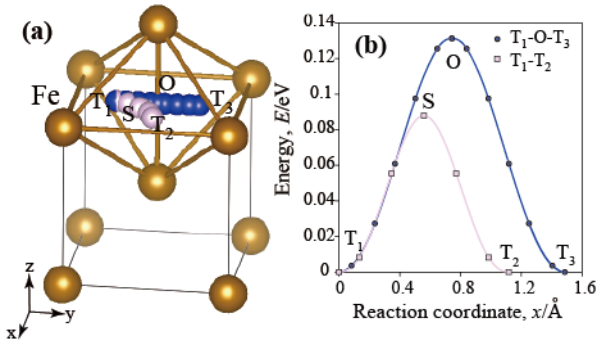 (a)
Fe
O
T₁
S
T₂
T₃
z
y
x
(b)
Energy, E/eV
0.14
0.12
0.10
0.08
0.06
0.04
0.02
0
T₁-O-T₃
T₁-T₂
O
S
T₁
T₂
T₃
0 0.4 0.8 1.2 1.6
Reaction coordinate, x/Å